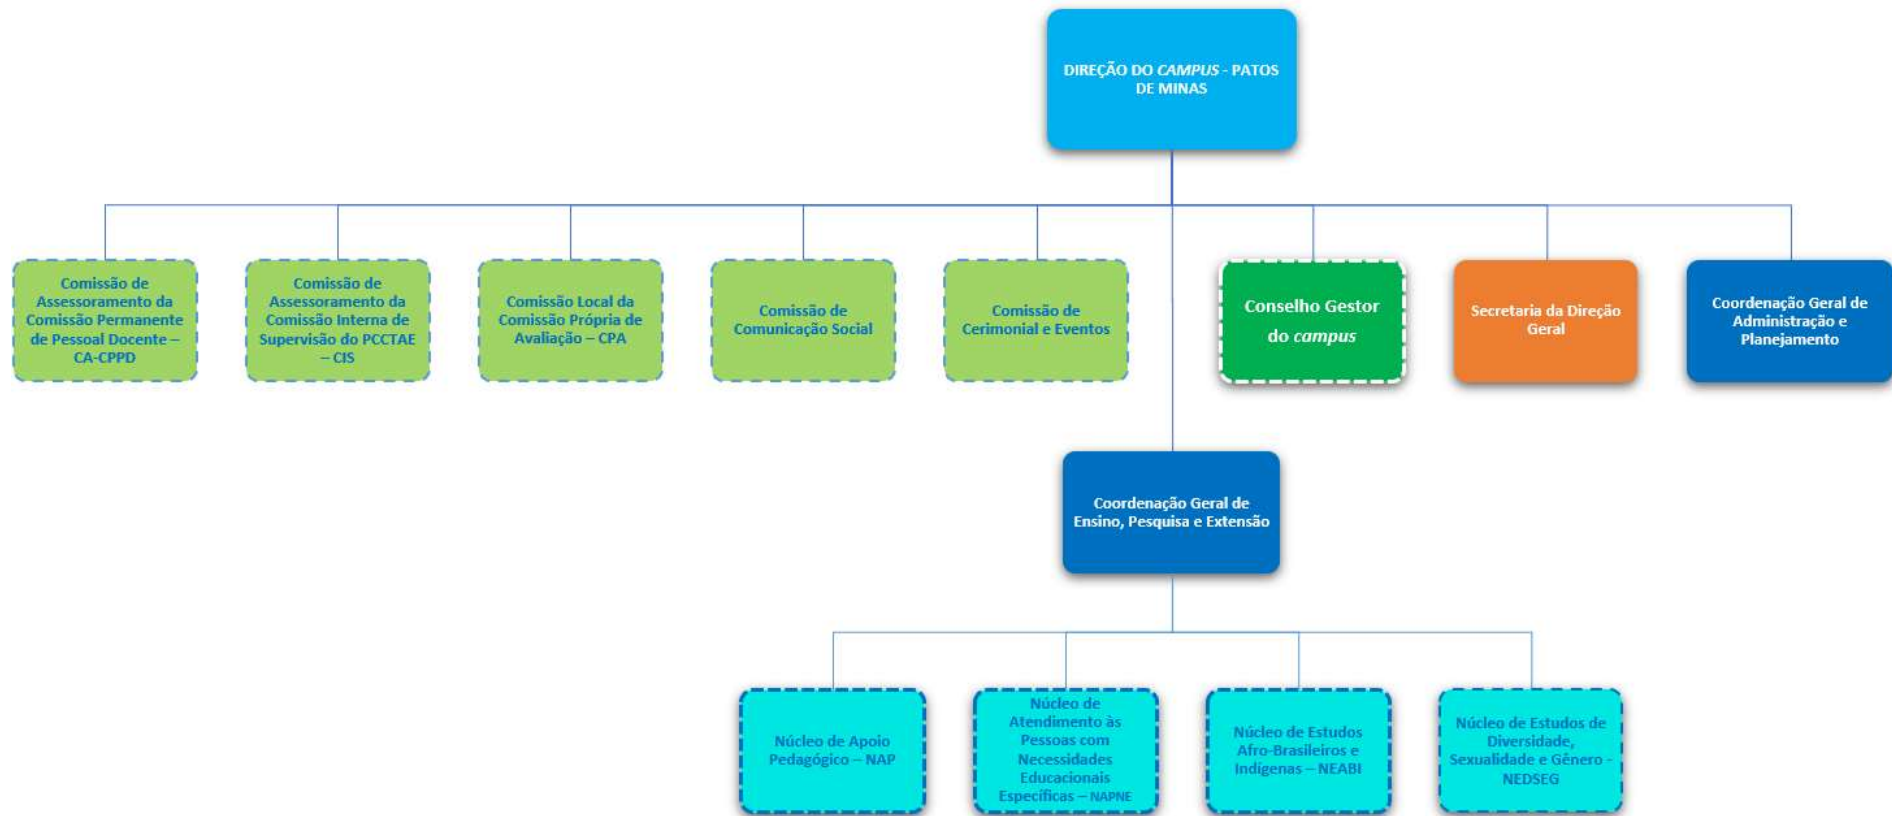 DIREÇÃO DO CAMPUS - PATOS
DE MINAS
Comissão de
Assessoramento da
Comissão Permanente
de Pessoal Docente –
CA-CPPD
Comissão de
Assessoramento da
Comissão Interna de
Supervisão do PCCTAE
– CIS
Comissão Local da
Comissão Própria de
Avaliação – CPA
Comissão de
Comunicação Social
Comissão de
Cerimonial e Eventos
Conselho Gestor
do campus
Secretaria da Direção
Geral
Coordenação Geral de
Administração e
Planejamento
Coordenação Geral de
Ensino, Pesquisa e Extensão
Núcleo de Apoio
Pedagógico – NAP
Núcleo de
Atendimento às
Pessoas com
Necessidades
Educacionais
Específicas – NAPNE
Núcleo de Estudos
Afro-Brasileiros e
Indígenas – NEABI
Núcleo de Estudos de
Diversidade,
Sexualidade e Gênero -
NEDSEG